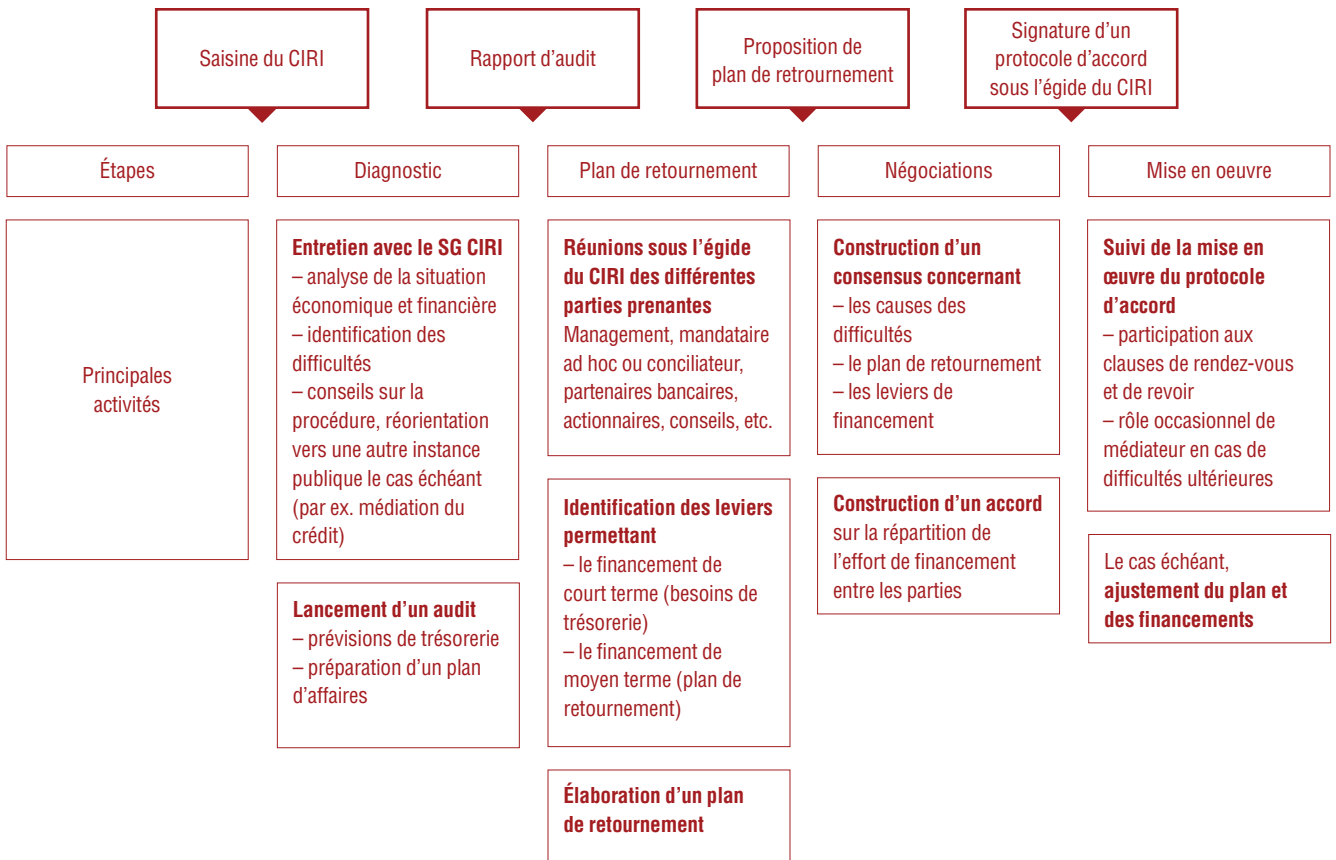 Saisine du CIRI
Rapport d'audit
Proposition de
plan de retrournement
Signature d'un
protocole d'accord
sous l'égide du CIRI
Étapes
Diagnostic
Plan de retournement
Négociations
Mise en oeuvre
Principales
activités
Entretien avec le SG CIRI
– analyse de la situation
économique et financière
– identification des
difficultés
– conseils sur la
procédure, réorientation
vers une autre instance
publique le cas échéant
(par ex. médiation du
crédit)
Lancement d'un audit
– prévisions de trésorerie
– préparation d'un plan
d'affaires
Réunions sous l'égide
du CIRI des différentes
parties prenantes
Management, mandataire
ad hoc ou conciliateur,
partenaires bancaires,
actionnaires, conseils, etc.
Identification des leviers
permettant
– le financement de
court terme (besoins de
trésorerie)
– le financement de
moyen terme (plan de
retournement)
Élaboration d'un plan
de retournement
Construction d'un
consensus concernant
– les causes des
difficultés
– le plan de retournement
– les leviers de
financement
Construction d'un accord
sur la répartition de
l'effort de financement
entre les parties
Suivi de la mise en
œuvre du protocole
d'accord
– participation aux
clauses de rendez-vous
et de revoir
– rôle occasionnel de
médiateur en cas de
difficultés ultérieures
Le cas échéant,
ajustement du plan et
des financements